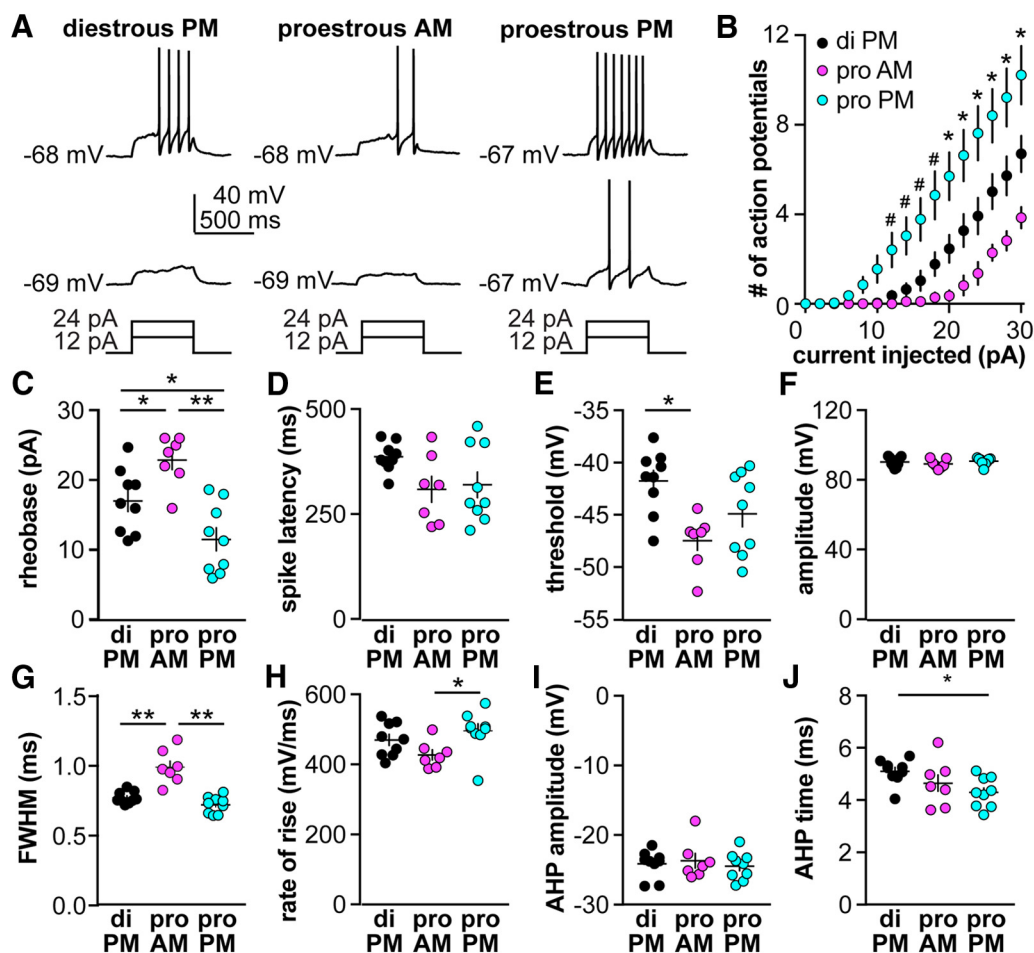 A
diestrous PM
proestrous AM
proestrous PM
-68 mV
-68 mV
-67 mV
40 mV
500 ms
-69 mV
-69 mV
-67 mV
24 pA
12 pA
24 pA
12 pA
24 pA
12 pA
B
# of action potentials
12
8
4
0
di PM
pro AM
pro PM
# # # # * * * * * *
0 10 20 30
current injected (pA)
C
rheobase (pA)
30
20
10
0
*
* **
di PM
pro AM
pro PM
D
spike latency (ms)
500
250
0
di PM
pro AM
pro PM
E
threshold (mV)
-35
-40
-45
-50
-55
*
di PM
pro AM
pro PM
F
amplitude (mV)
120
80
40
0
di PM
pro AM
pro PM
G
FWHM (ms)
1.5
1.0
0.5
0.0
** **
di PM
pro AM
pro PM
H
rate of rise (mV/ms)
600
400
200
0
*
di PM
pro AM
pro PM
I
AHP amplitude (mV)
0
-10
-20
-30
di PM
pro AM
pro PM
J
AHP time (ms)
8
6
4
2
0
*
di PM
pro AM
pro PM